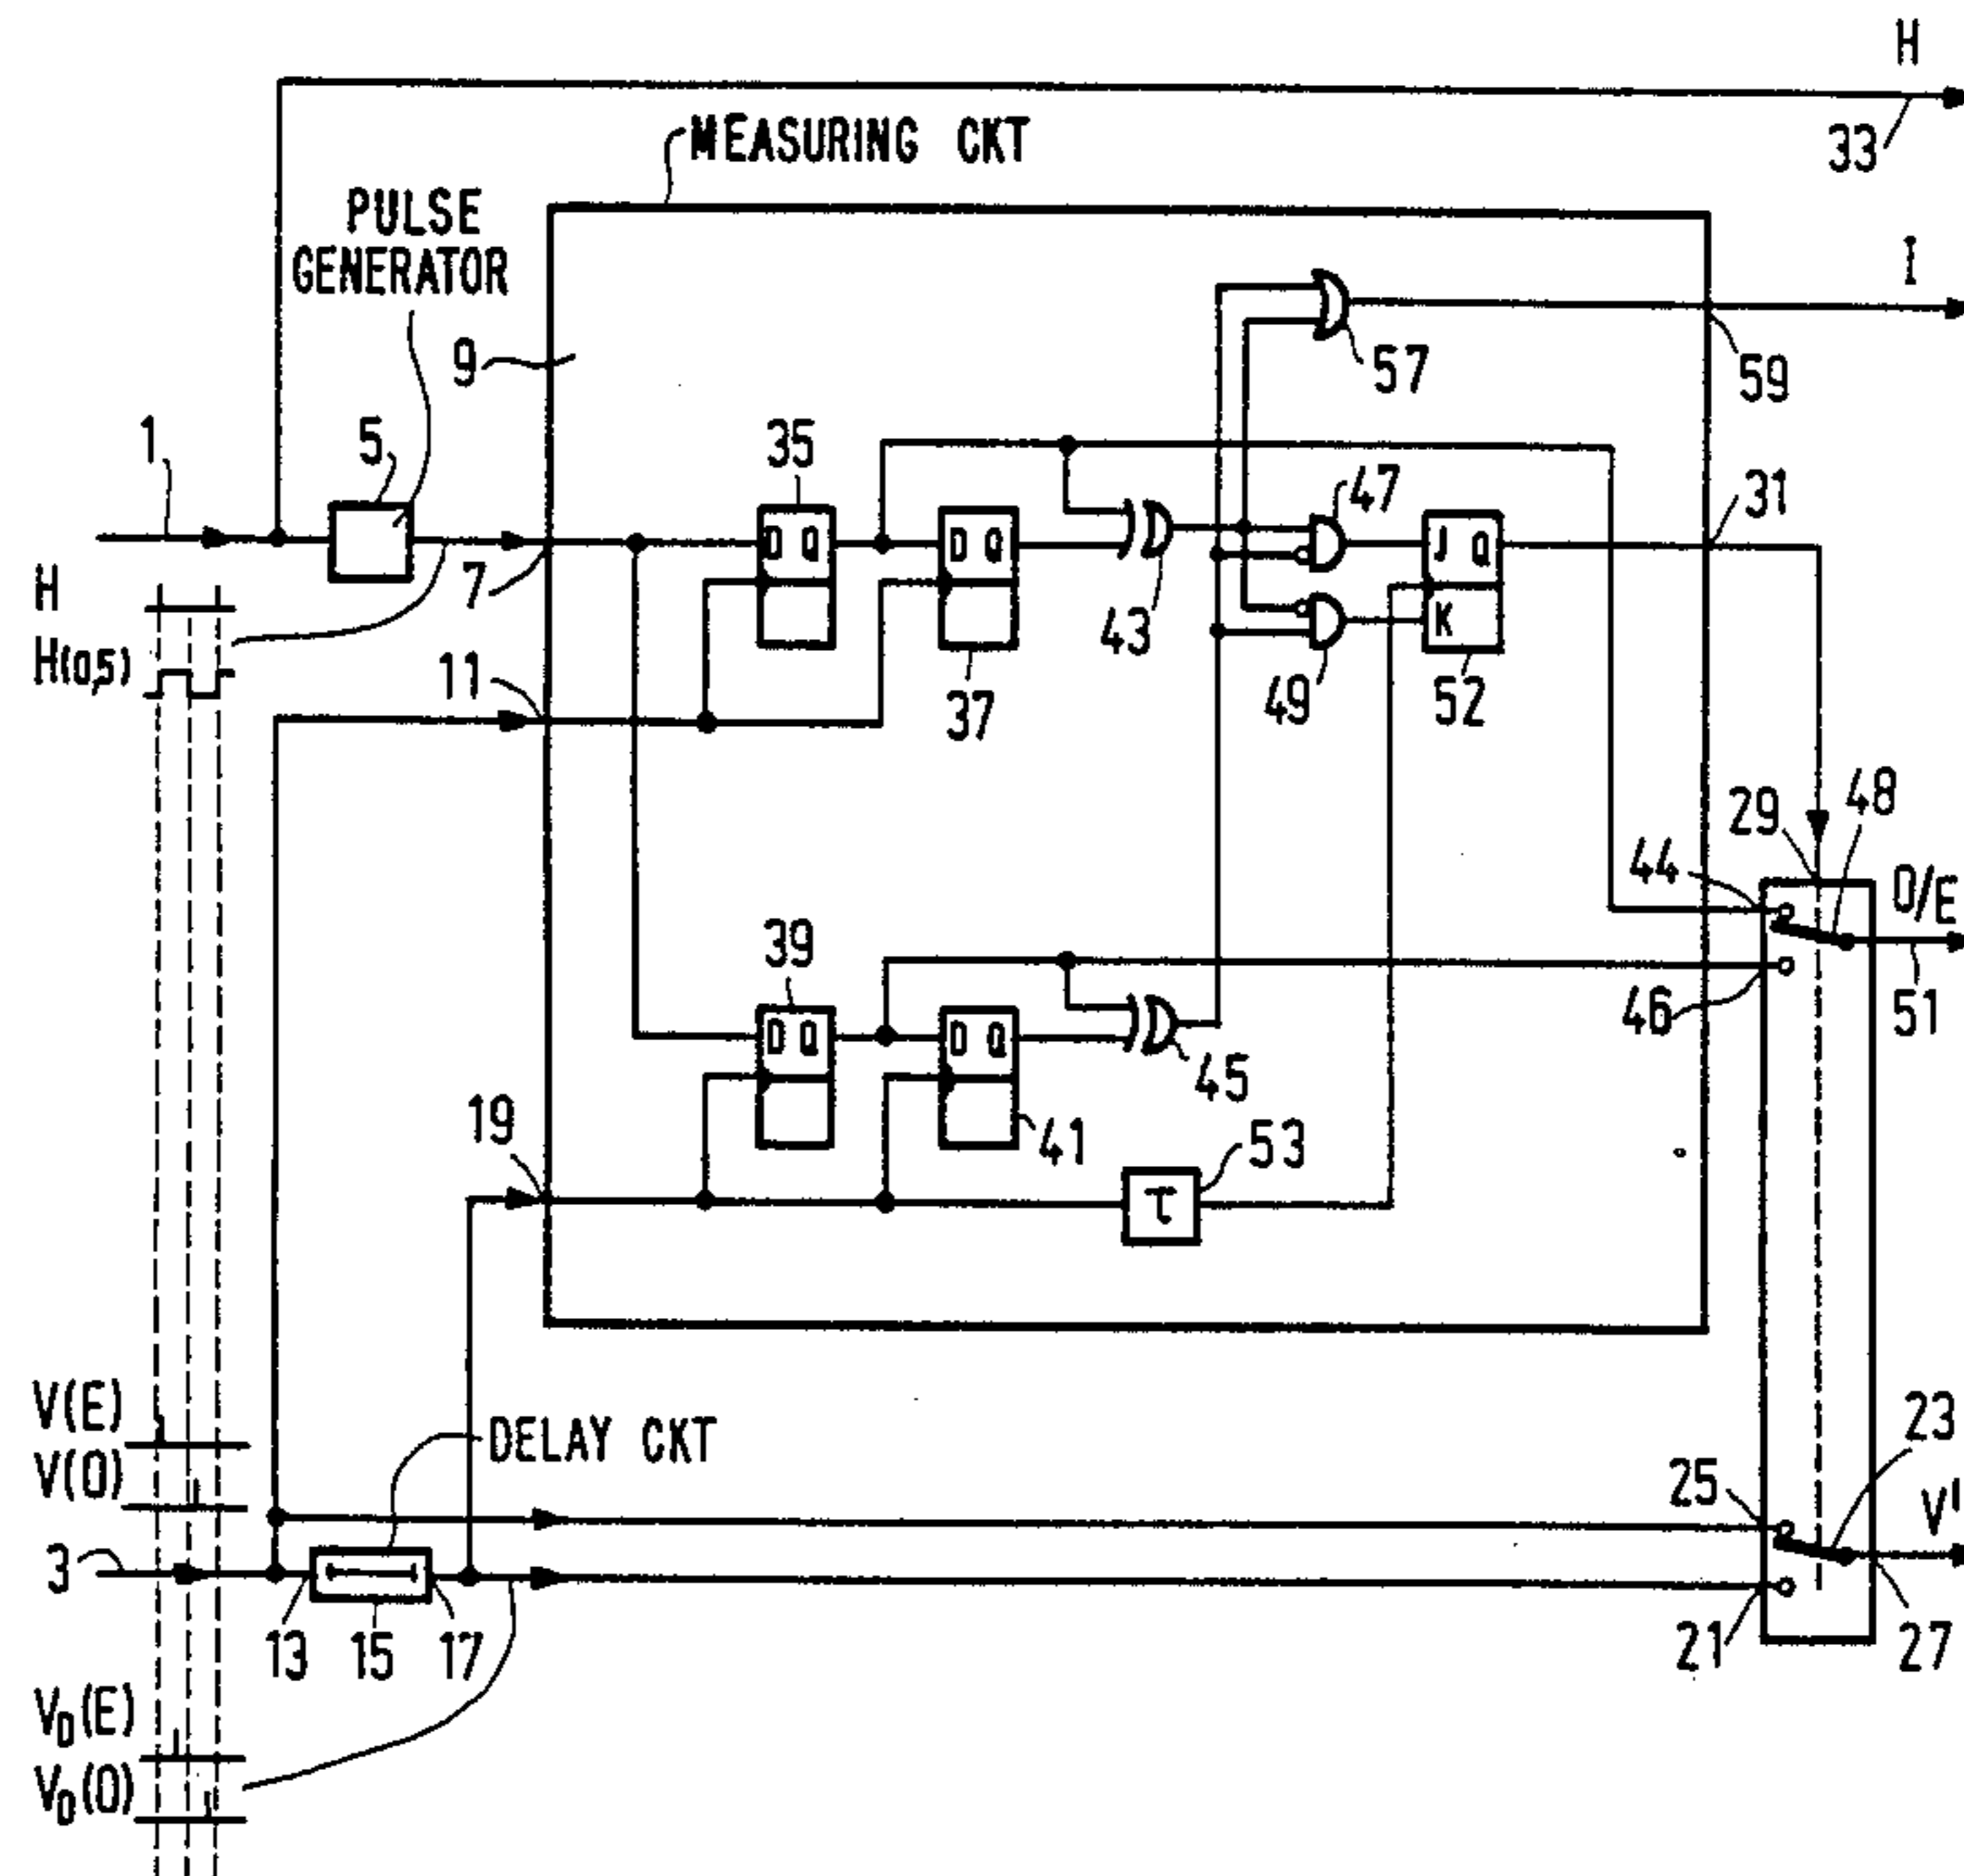 H
33
MEASURING CKT
PULSE
GENERATOR
I
9
57
59
1
5
35
47
31
D Q
D Q
J Q
7
43
H
K
H(0,5)
11
37
49
52
29
48
44
O/E
39
46
51
D Q
D Q
45
19
41
53
τ
V(E)
DELAY CKT
23
V(O)
25
V'
3
13
15
17
21
27
VD(E)
VD(O)